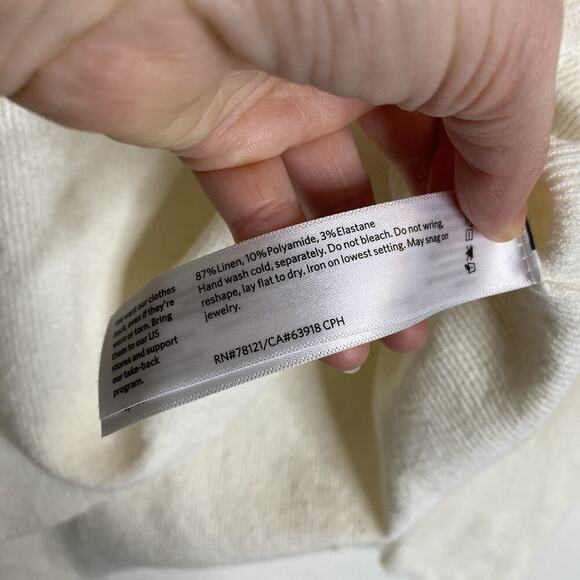 87% Linen, 10% Polyamide, 3% Elastane
Hand wash cold, separately. Do not bleach. Do not wring,
reshape, lay flat to dry. Iron on lowest setting. May snag on
jewelry.
RN#78121/CA#63918 CPH
want our clothes
back, even if they're
worn or torn. Bring
them to our US
stores and support
our take-back
program.